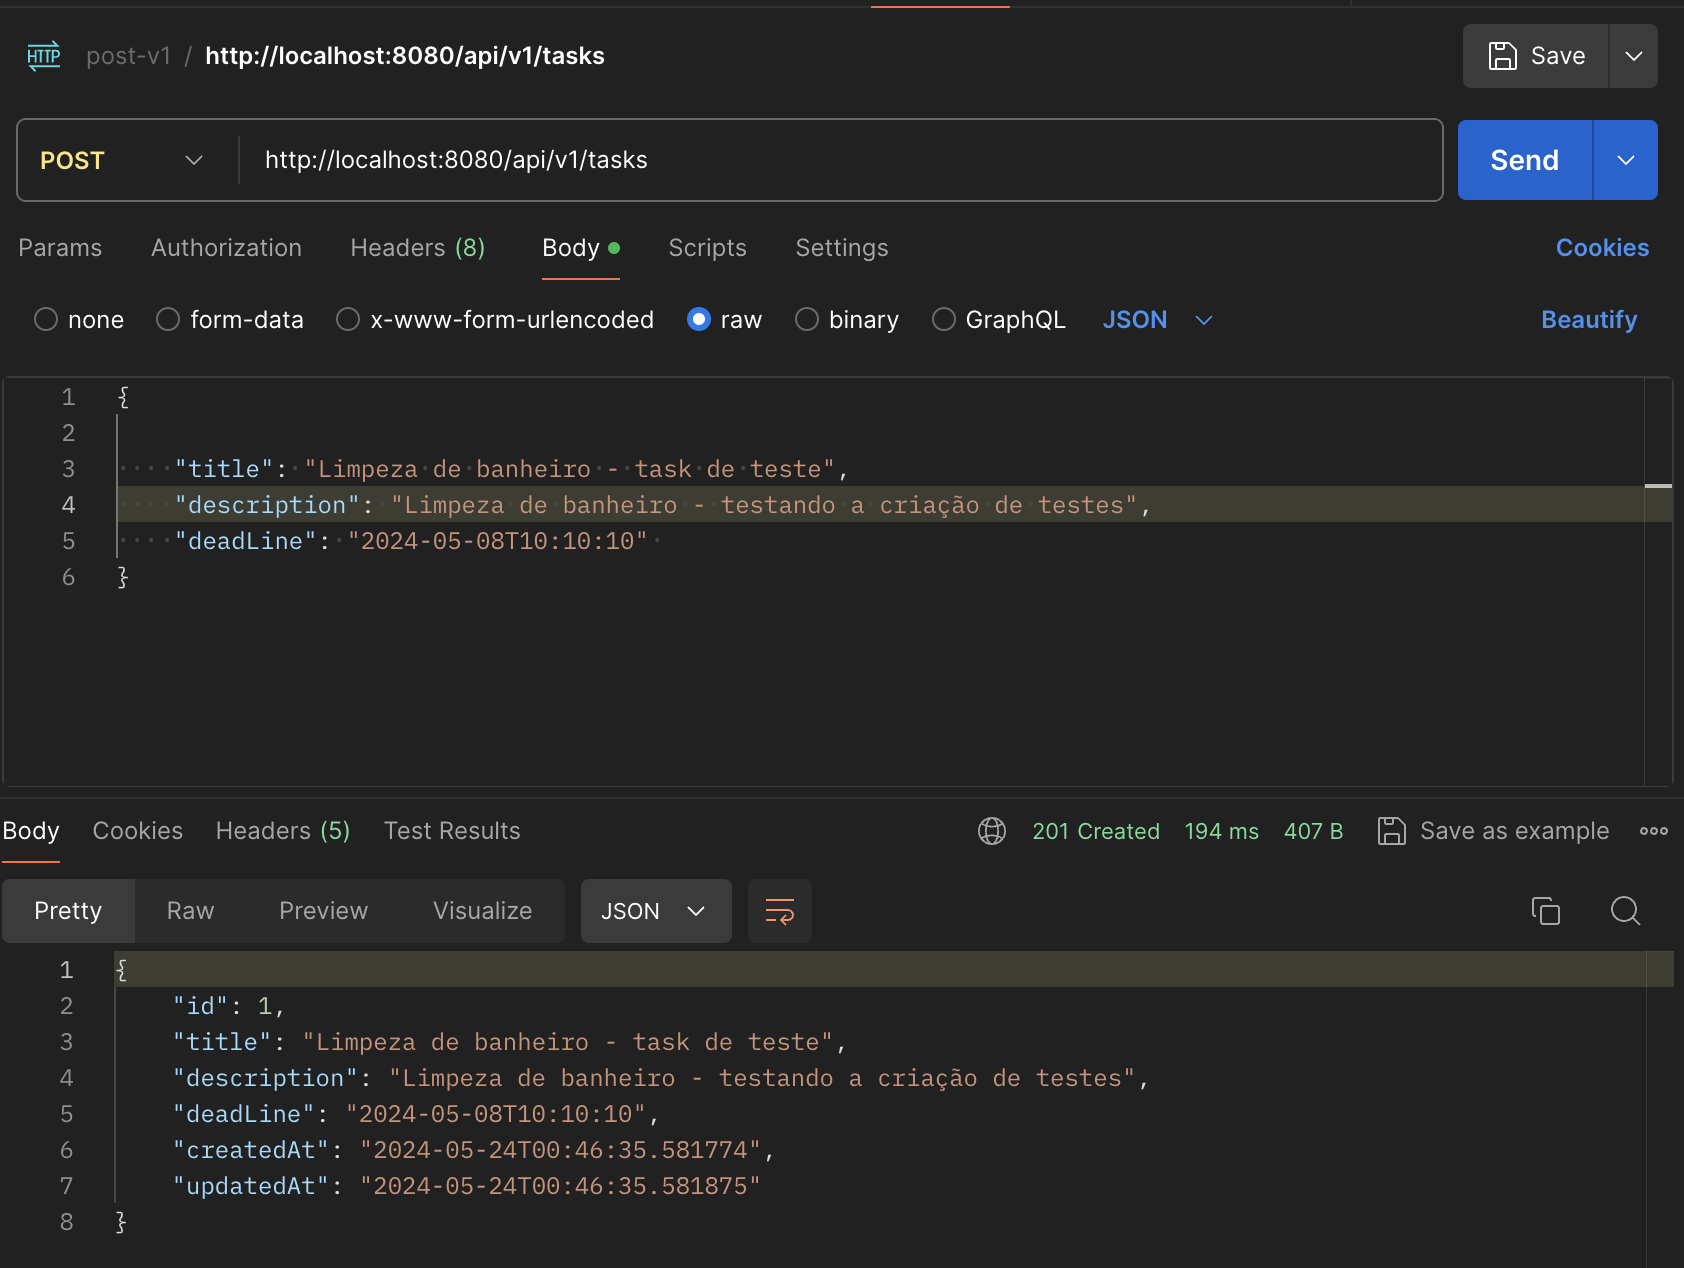 HTTP post-v1 / http://localhost:8080/api/v1/tasks Save
POST http://localhost:8080/api/v1/tasks Send
Params Authorization Headers (8) Body Scripts Settings Cookies
none form-data x-www-form-urlencoded raw binary GraphQL JSON Beautify
1 {
2
3 "title": "Limpeza de banheiro - task de teste",
4 "description": "Limpeza de banheiro - testando a criação de testes",
5 "deadLine": "2024-05-08T10:10:10"
6 }
Body Cookies Headers (5) Test Results 201 Created 194 ms 407 B Save as example
Pretty Raw Preview Visualize JSON
1 {
2 "id": 1,
3 "title": "Limpeza de banheiro - task de teste",
4 "description": "Limpeza de banheiro - testando a criação de testes",
5 "deadLine": "2024-05-08T10:10:10",
6 "createdAt": "2024-05-24T00:46:35.581774",
7 "updatedAt": "2024-05-24T00:46:35.581875"
8 }